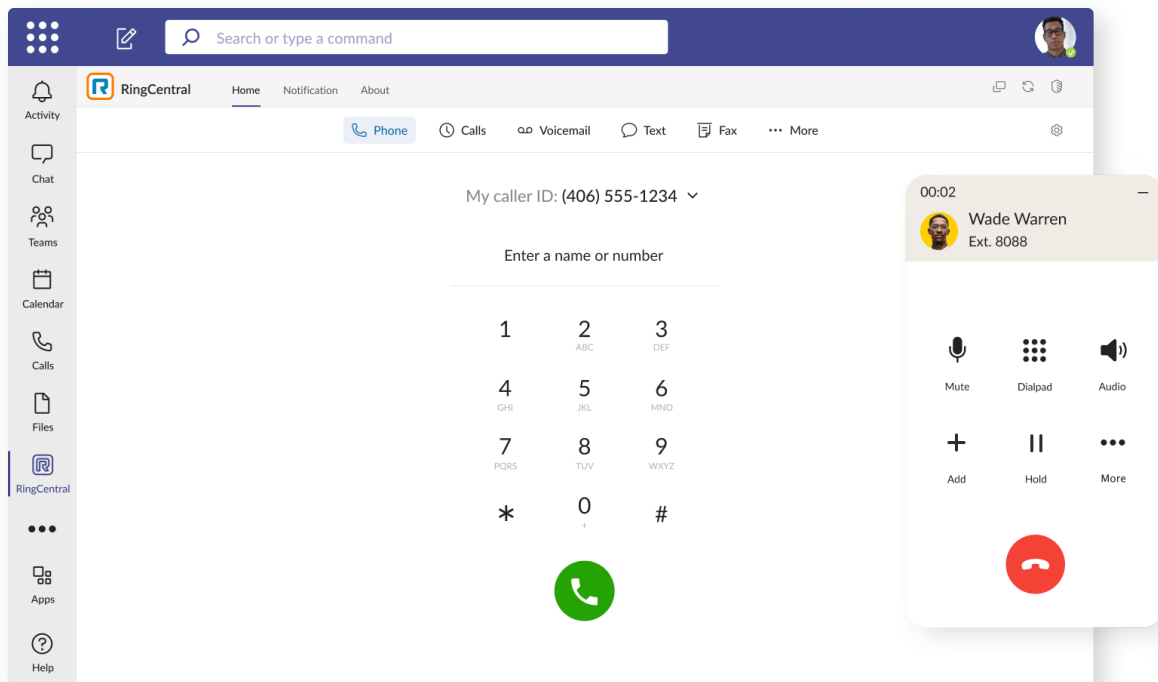 Search or type a command
Activity
Chat
Teams
Calendar
Calls
Files
RingCentral
Apps
Help
RingCentral Home Notification About
Phone Calls Voicemail Text Fax More
My caller ID: (406) 555-1234
Enter a name or number
1 2 3
ABC DEF
4 5 6
GHI JKL MNO
7 8 9
PQRS TUV WXYZ
* 0 #
+
00:02
Wade Warren
Ext. 8088
Mute Dialpad Audio
Add Hold More